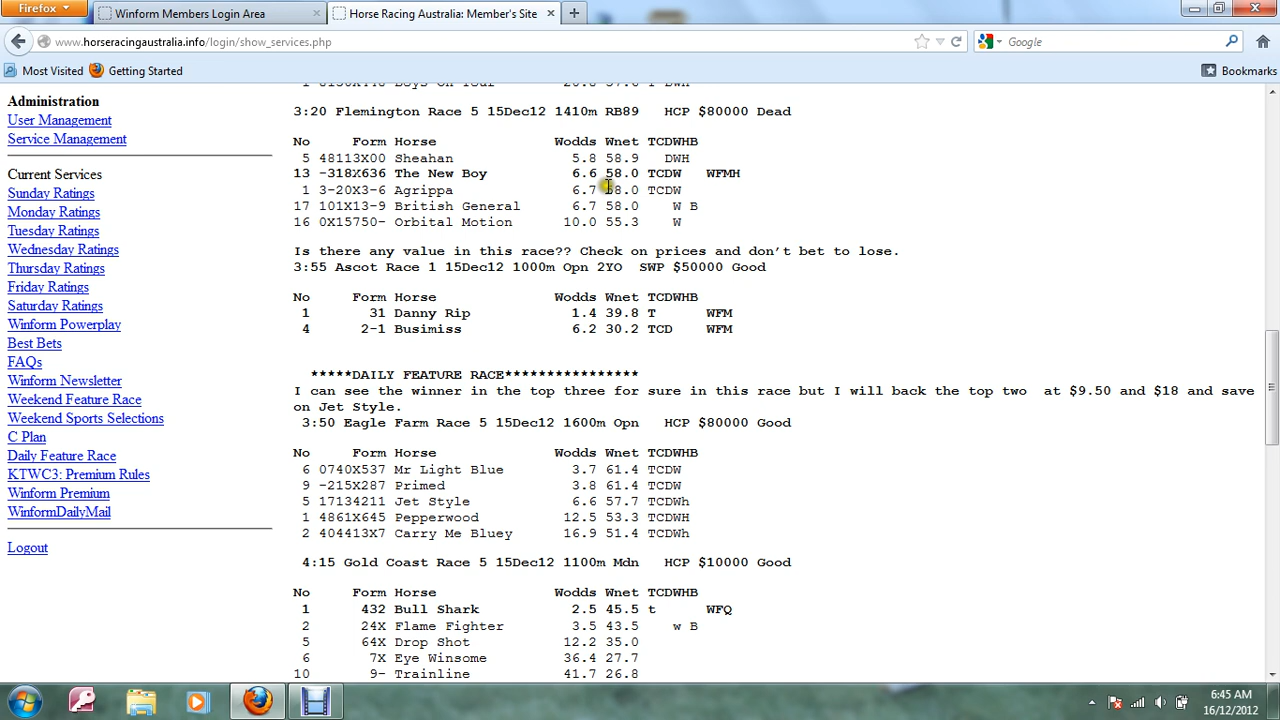 Firefox
Winform Members Login Area
Horse Racing Australia: Member's Site
www.horseracingaustralia.info/login/show_services.php
Google
Most Visited
Getting Started
Bookmarks
Administration
User Management
Service Management
Current Services
Sunday Ratings
Monday Ratings
Tuesday Ratings
Wednesday Ratings
Thursday Ratings
Friday Ratings
Saturday Ratings
Winform Powerplay
Best Bets
FAQs
Winform Newsletter
Weekend Feature Race
Weekend Sports Selections
C Plan
Daily Feature Race
KTWC3: Premium Rules
Winform Premium
WinformDailyMail
Logout
3:20 Flemington Race 5 15Dec12 1410m RB89 HCP $80000 Dead
No Form Horse Wodds Wnet TCDWHB
5 48113X00 Sheahan 5.8 58.9 DWH
13 -318X636 The New Boy 6.6 58.0 TCDW WFMH
1 3-20X3-6 Agrippa 6.7 58.0 TCDW
17 101X13-9 British General 6.7 58.0 W B
16 0X15750- Orbital Motion 10.0 55.3 W
Is there any value in this race?? Check on prices and don't bet to lose.
3:55 Ascot Race 1 15Dec12 1000m Opn 2YO SWP $50000 Good
No Form Horse Wodds Wnet TCDWHB
1 31 Danny Rip 1.4 39.8 T WFM
4 2-1 Busimiss 6.2 30.2 TCD WFM
*****DAILY FEATURE RACE****************
I can see the winner in the top three for sure in this race but I will back the top two at $9.50 and $18 and save
on Jet Style.
3:50 Eagle Farm Race 5 15Dec12 1600m Opn HCP $80000 Good
No Form Horse Wodds Wnet TCDWHB
6 0740X537 Mr Light Blue 3.7 61.4 TCDW
9 -215X287 Primed 3.8 61.4 TCDW
5 17134211 Jet Style 6.6 57.7 TCDWh
1 4861X645 Pepperwood 12.5 53.3 TCDWH
2 404413X7 Carry Me Bluey 16.9 51.4 TCDWh
4:15 Gold Coast Race 5 15Dec12 1100m Mdn HCP $10000 Good
No Form Horse Wodds Wnet TCDWHB
1 432 Bull Shark 2.5 45.5 t WFQ
2 24X Flame Fighter 3.5 43.5 w B
5 64X Drop Shot 12.2 35.0
6 7X Eye Winsome 36.4 27.7
10 9- Trainline 41.7 26.8
6:45 AM
16/12/2012